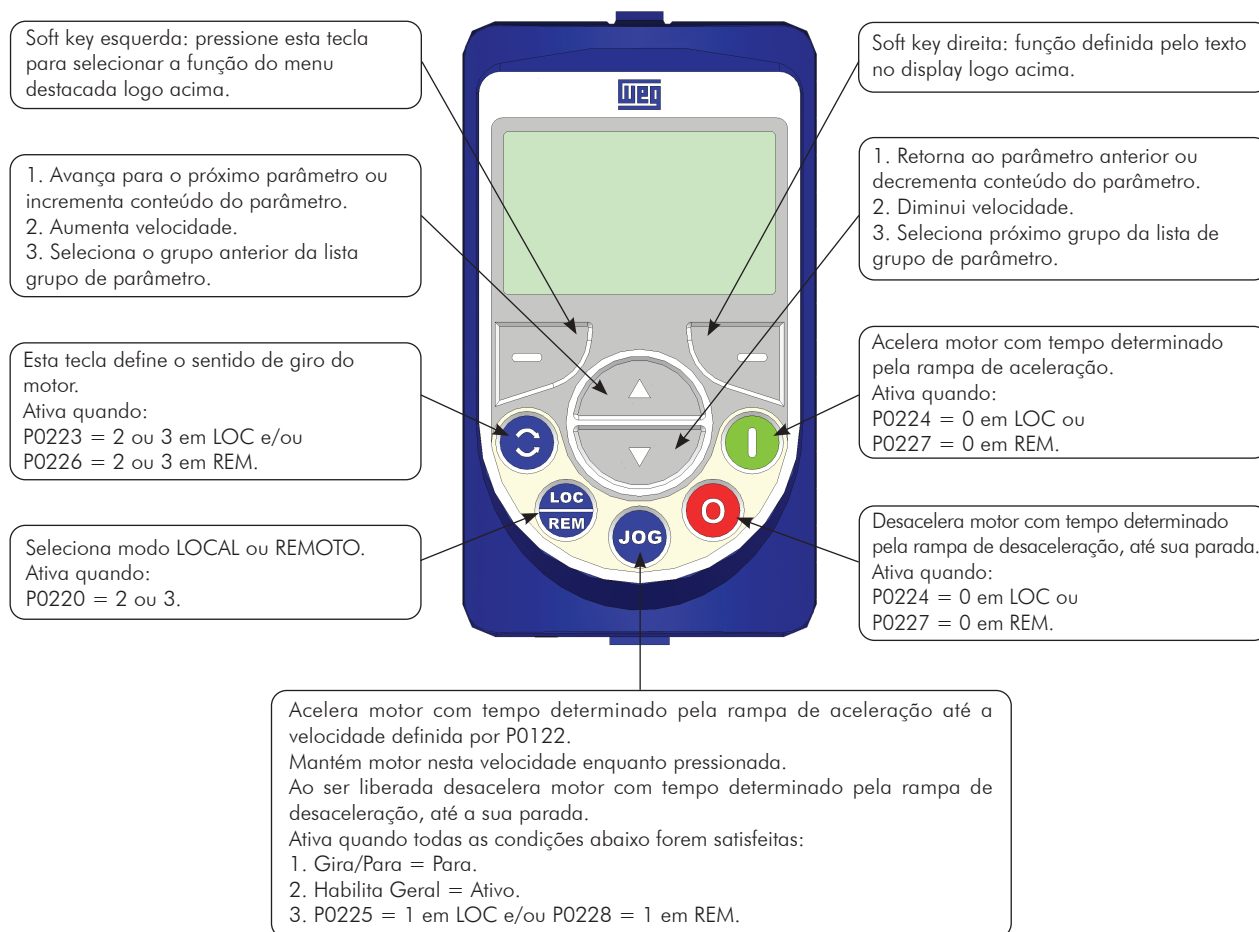 Soft key esquerda: pressione esta tecla
para selecionar a função do menu
destacada logo acima.
1. Avança para o próximo parâmetro ou
incrementa conteúdo do parâmetro.
2. Aumenta velocidade.
3. Seleciona o grupo anterior da lista
grupo de parâmetro.
Esta tecla define o sentido de giro do
motor.
Ativa quando:
P0223 = 2 ou 3 em LOC e/ou
P0226 = 2 ou 3 em REM.
Seleciona modo LOCAL ou REMOTO.
Ativa quando:
P0220 = 2 ou 3.
WEG
LOC
REM
JOG
Soft key direita: função definida pelo texto
no display logo acima.
1. Retorna ao parâmetro anterior ou
decrementa conteúdo do parâmetro.
2. Diminui velocidade.
3. Seleciona próximo grupo da lista de
grupo de parâmetro.
Acelera motor com tempo determinado
pela rampa de aceleração.
Ativa quando:
P0224 = 0 em LOC ou
P0227 = 0 em REM.
Desacelera motor com tempo determinado
pela rampa de desaceleração, até sua parada.
Ativa quando:
P0224 = 0 em LOC ou
P0227 = 0 em REM.
Acelera motor com tempo determinado pela rampa de aceleração até a
velocidade definida por P0122.
Mantém motor nesta velocidade enquanto pressionada.
Ao ser liberada desacelera motor com tempo determinado pela rampa de
desaceleração, até a sua parada.
Ativa quando todas as condições abaixo forem satisfeitas:
1. Gira/Para = Para.
2. Habilita Geral = Ativo.
3. P0225 = 1 em LOC e/ou P0228 = 1 em REM.